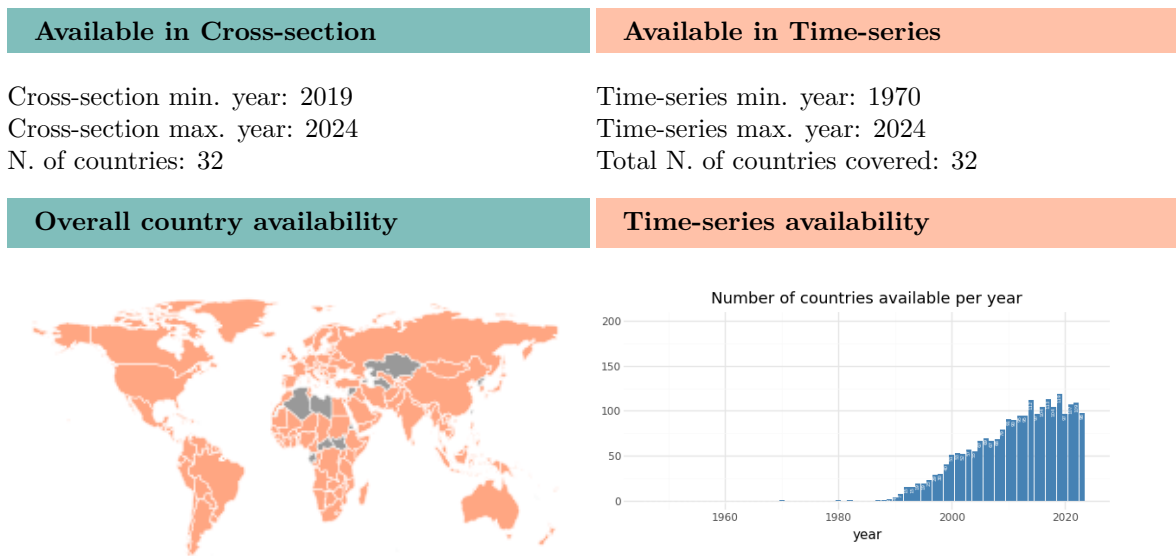 Available in Cross-section
Available in Time-series
Cross-section min. year: 2019
Cross-section max. year: 2024
N. of countries: 32
Time-series min. year: 1970
Time-series max. year: 2024
Total N. of countries covered: 32
Overall country availability
Time-series availability
Number of countries available per year
200
150
100
50
0
1960
1980
2000
2020
year